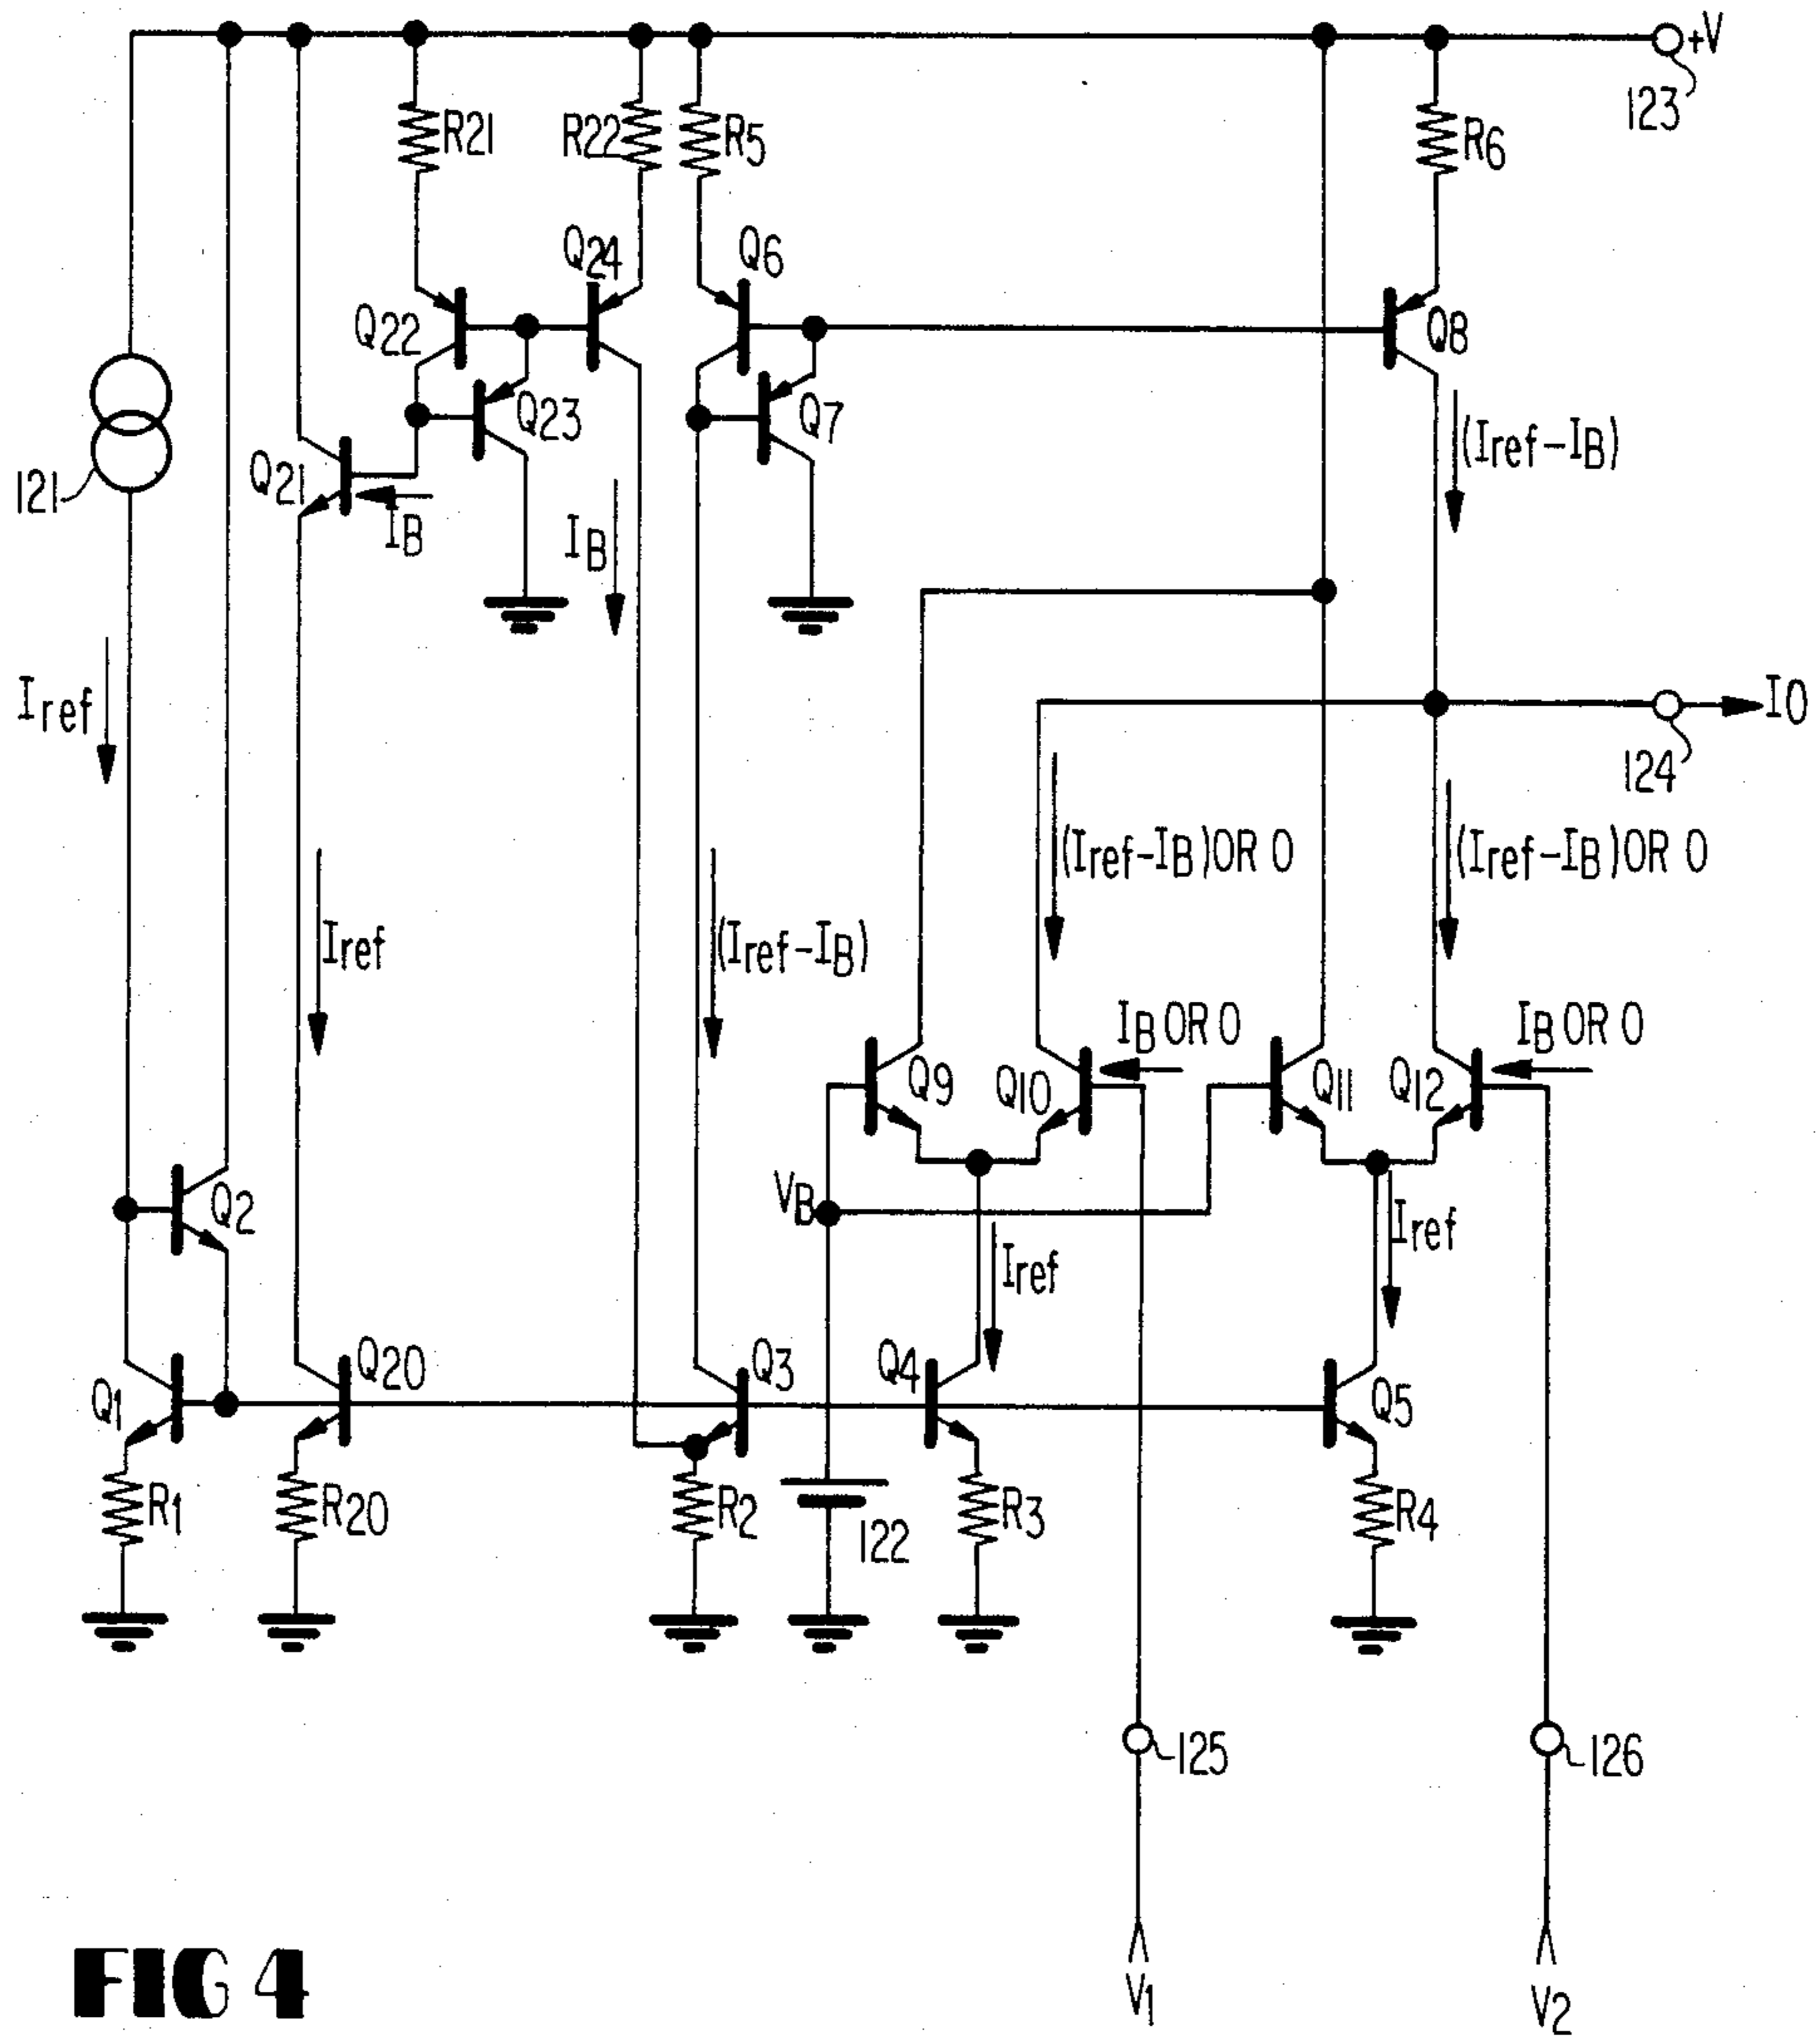 +V
123
R21
R22
R5
R6
Q24
Q6
Q22
Q8
Q23
Q7
(Iref-IB)
121
Q21
IB
IB
Iref
IO
124
(Iref-IB)OR 0
(Iref-IB)OR 0
Iref
(Iref-IB)
IB OR 0
IB OR 0
Q9
Q10
Q11
Q12
Q2
VB
Iref
Iref
Q1
Q20
Q3
Q4
Q5
R1
R20
R2
122
R3
R4
125
126
V1
V2
FIG 4